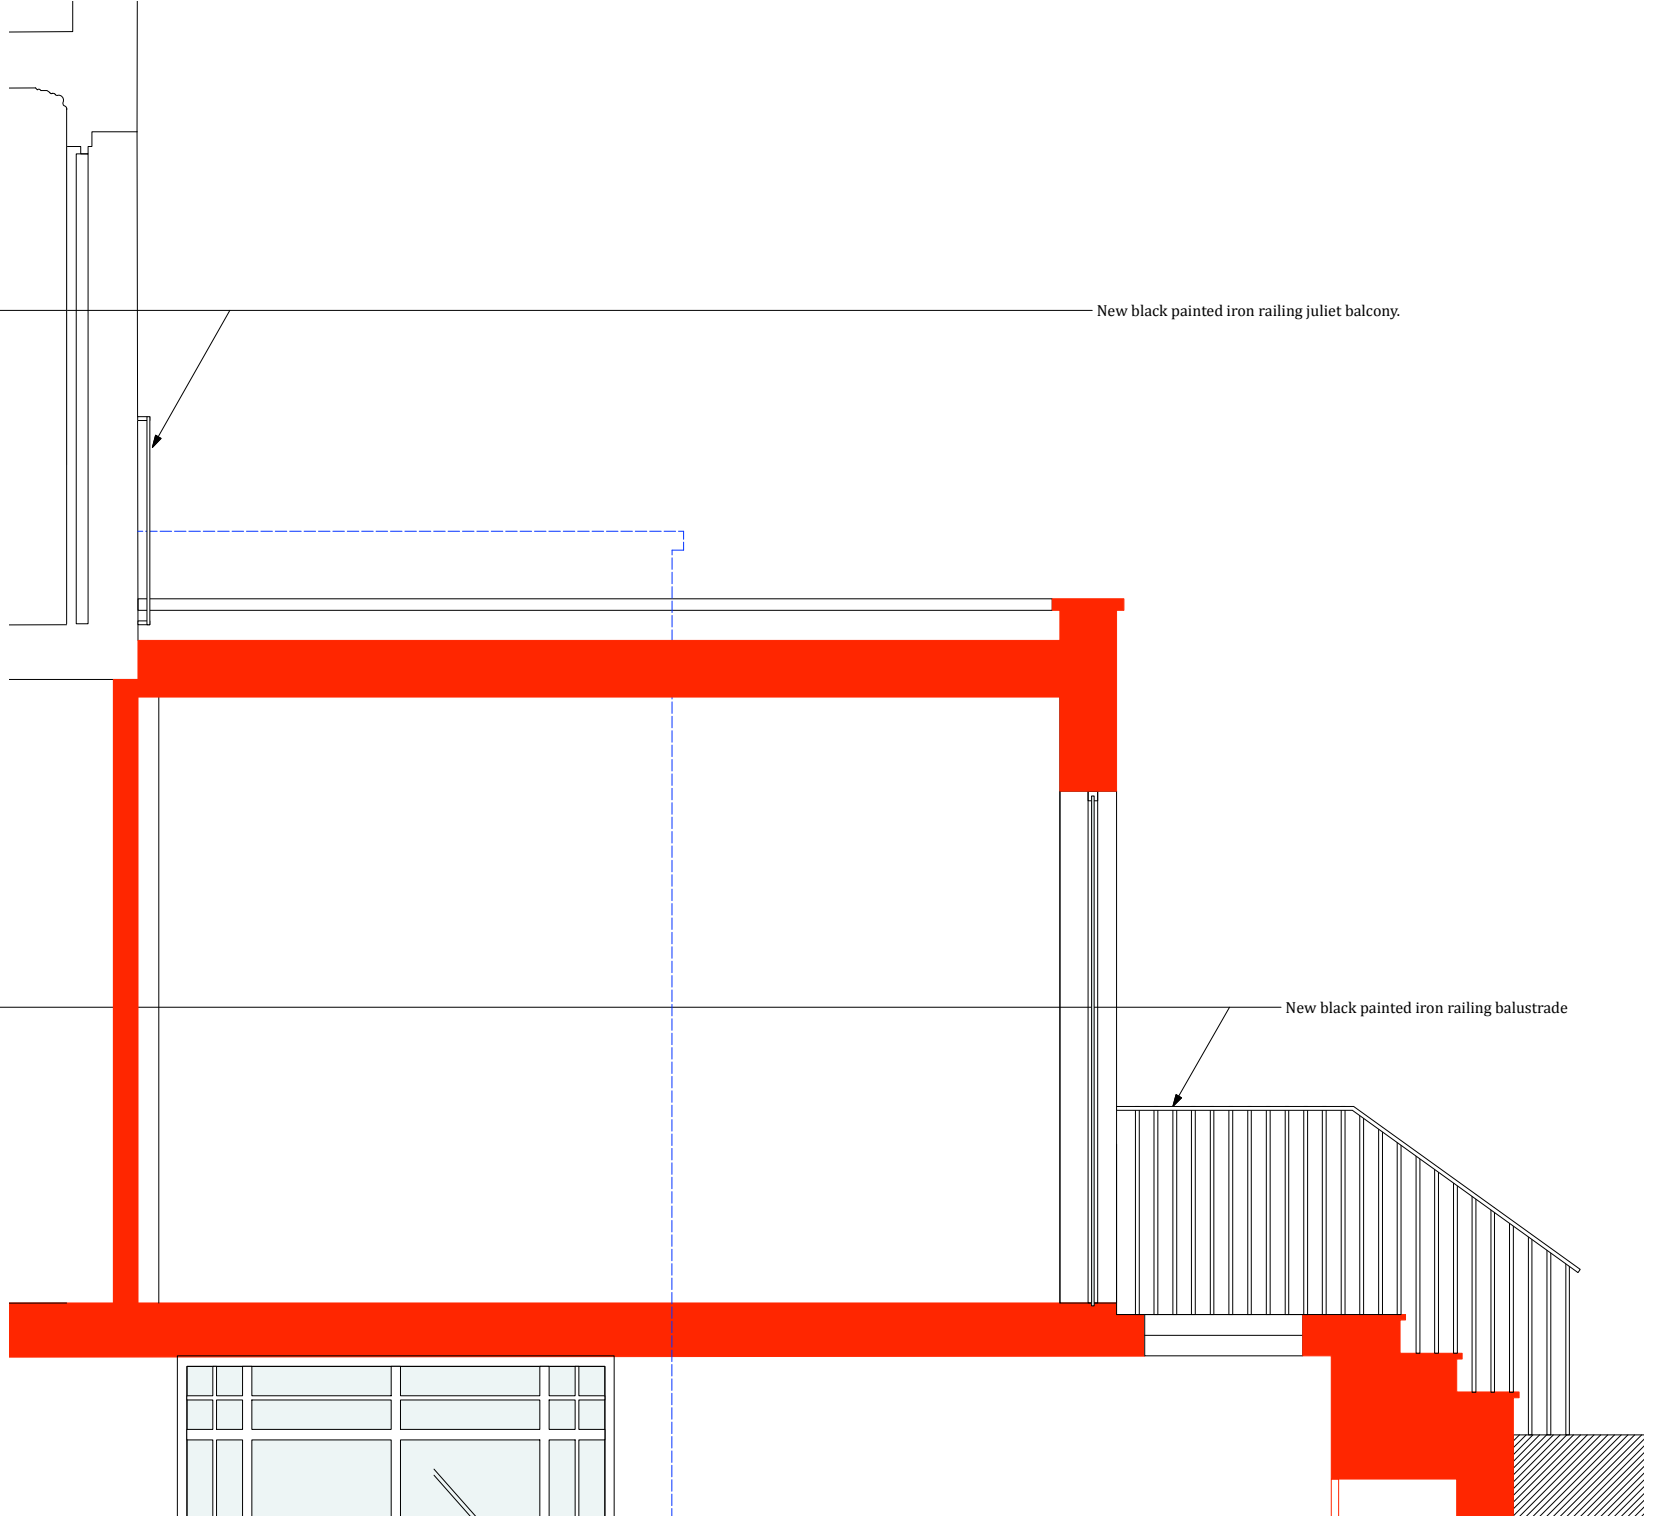 New black painted iron railing juliet balcony.
New black painted iron railing balustrade